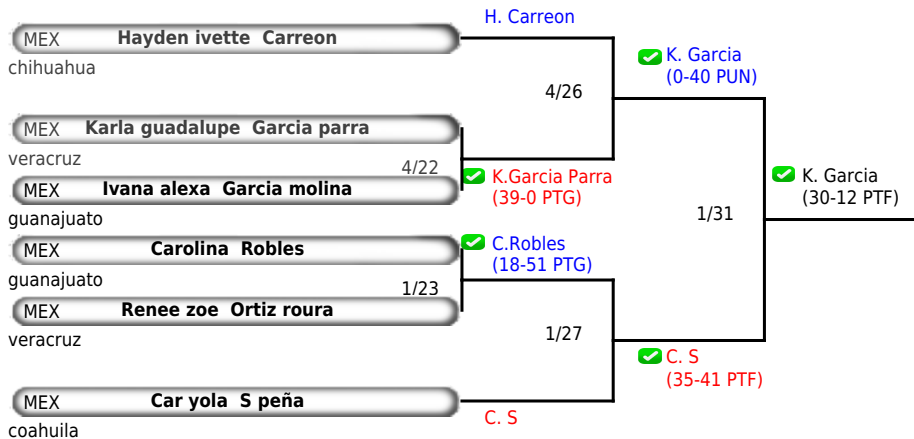 H. Carreon
MEX Hayden ivette Carreon
chihuahua
K. Garcia
(0-40 PUN)
4/26
MEX Karla guadalupe Garcia parra
veracruz
4/22
K.Garcia Parra
(39-0 PTG)
MEX Ivana alexa Garcia molina
guanajuato
K. Garcia
(30-12 PTF)
1/31
MEX Carolina Robles
guanajuato
C.Robles
(18-51 PTG)
1/23
MEX Renee zoe Ortiz roura
veracruz
1/27
C. S
(35-41 PTF)
MEX Car yola S peña
coahuila
C. S